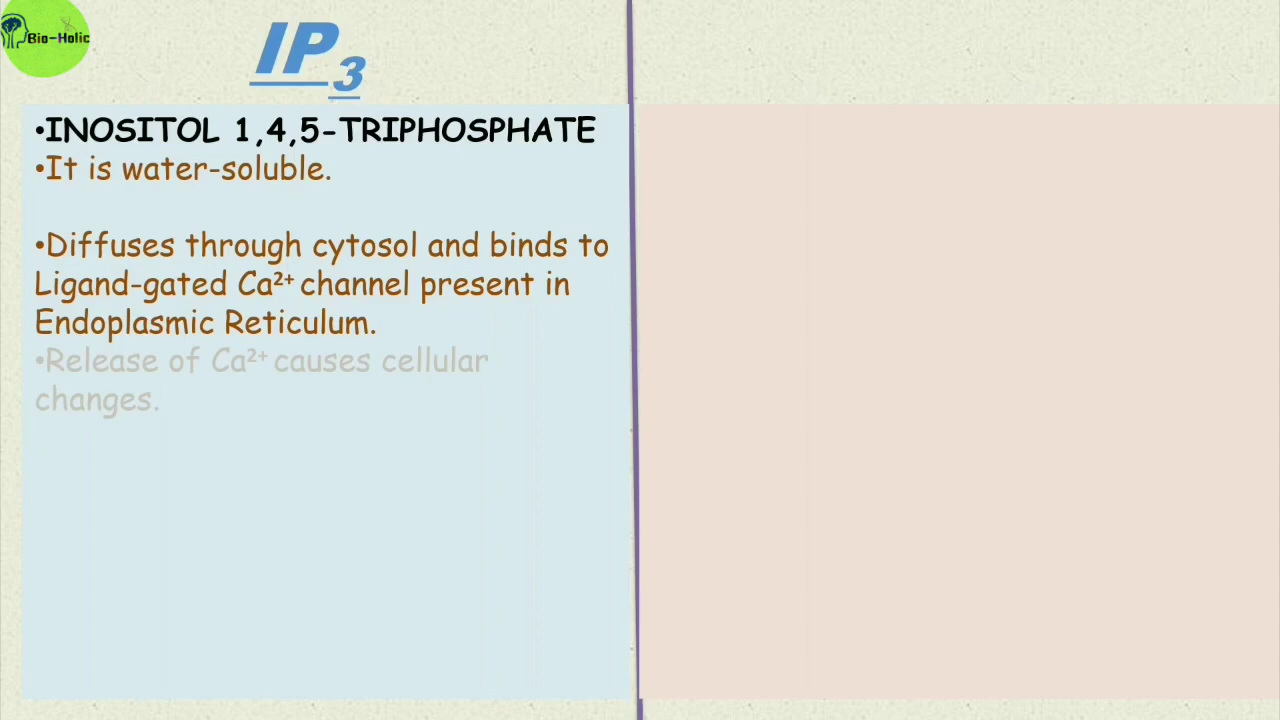 Bio-Holic
IP₃
•INOSITOL 1,4,5-TRIPHOSPHATE
•It is water-soluble.
•Diffuses through cytosol and binds to
Ligand-gated Ca²⁺ channel present in
Endoplasmic Reticulum.
•Release of Ca²⁺ causes cellular
changes.